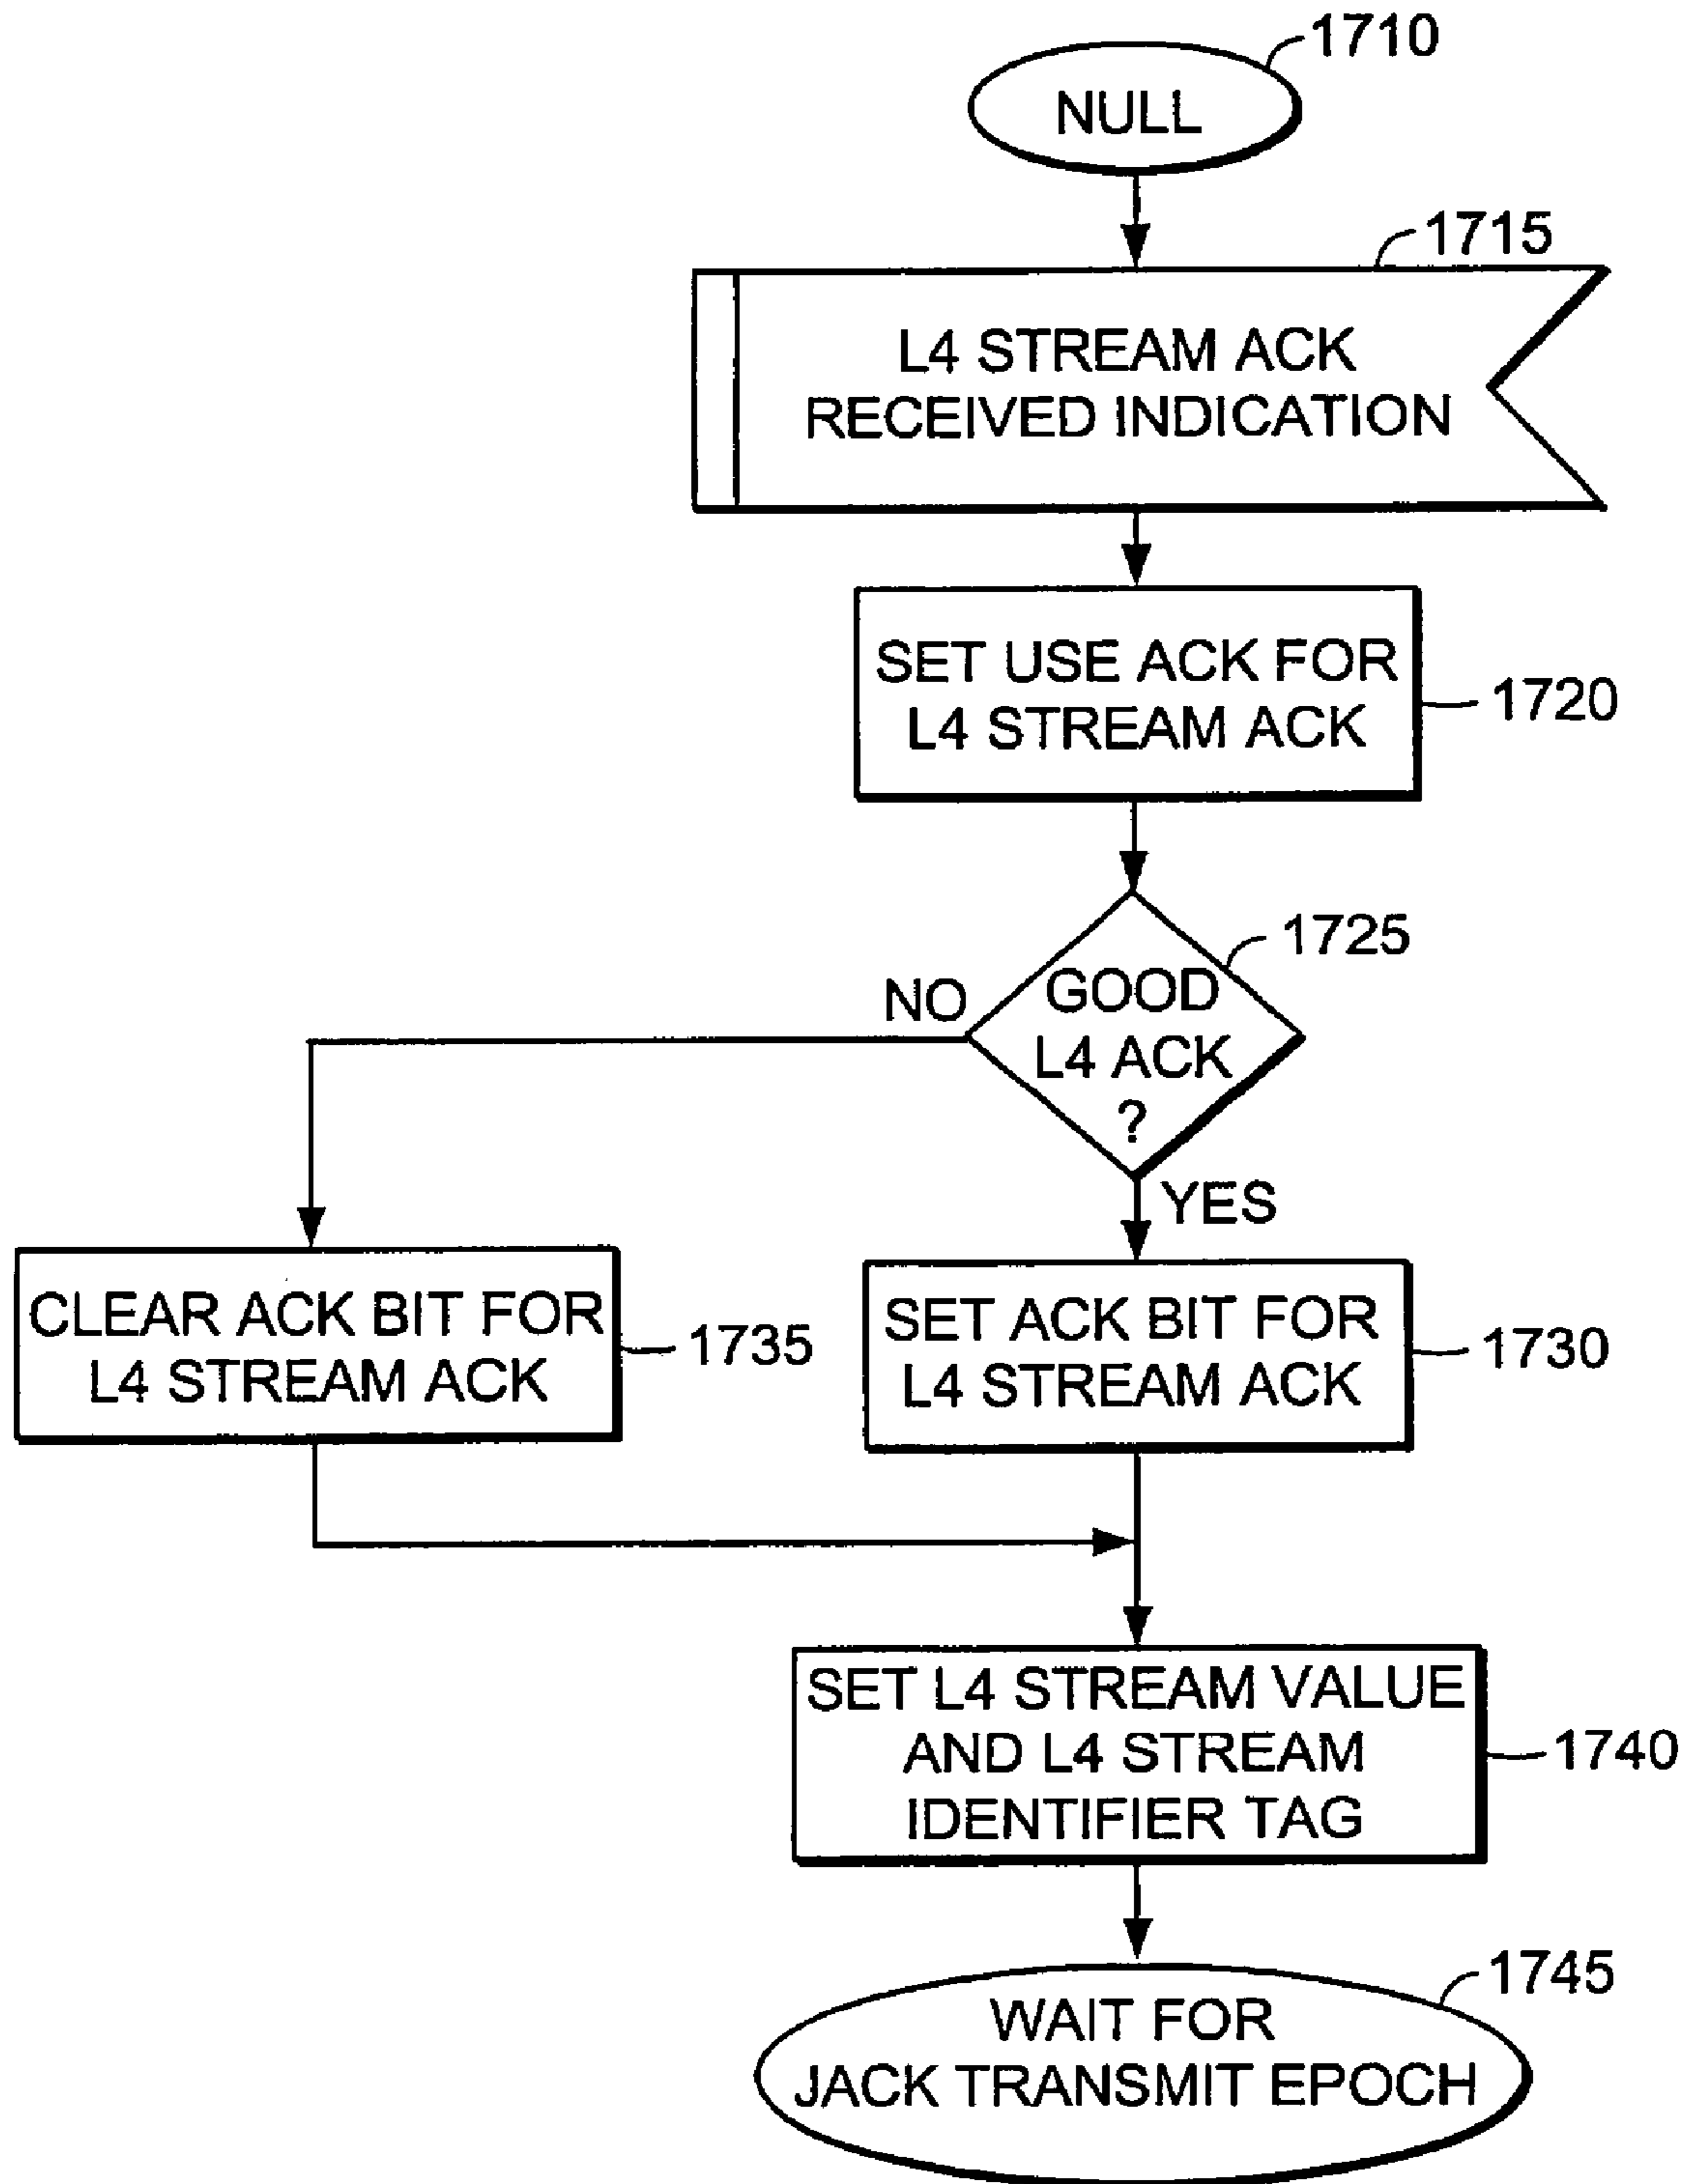 1710
NULL
1715
L4 STREAM ACK
RECEIVED INDICATION
SET USE ACK FOR
L4 STREAM ACK
1720
1725
GOOD
L4 ACK
?
NO
YES
CLEAR ACK BIT FOR
L4 STREAM ACK
1735
SET ACK BIT FOR
L4 STREAM ACK
1730
SET L4 STREAM VALUE
AND L4 STREAM
IDENTIFIER TAG
1740
1745
WAIT FOR
JACK TRANSMIT EPOCH